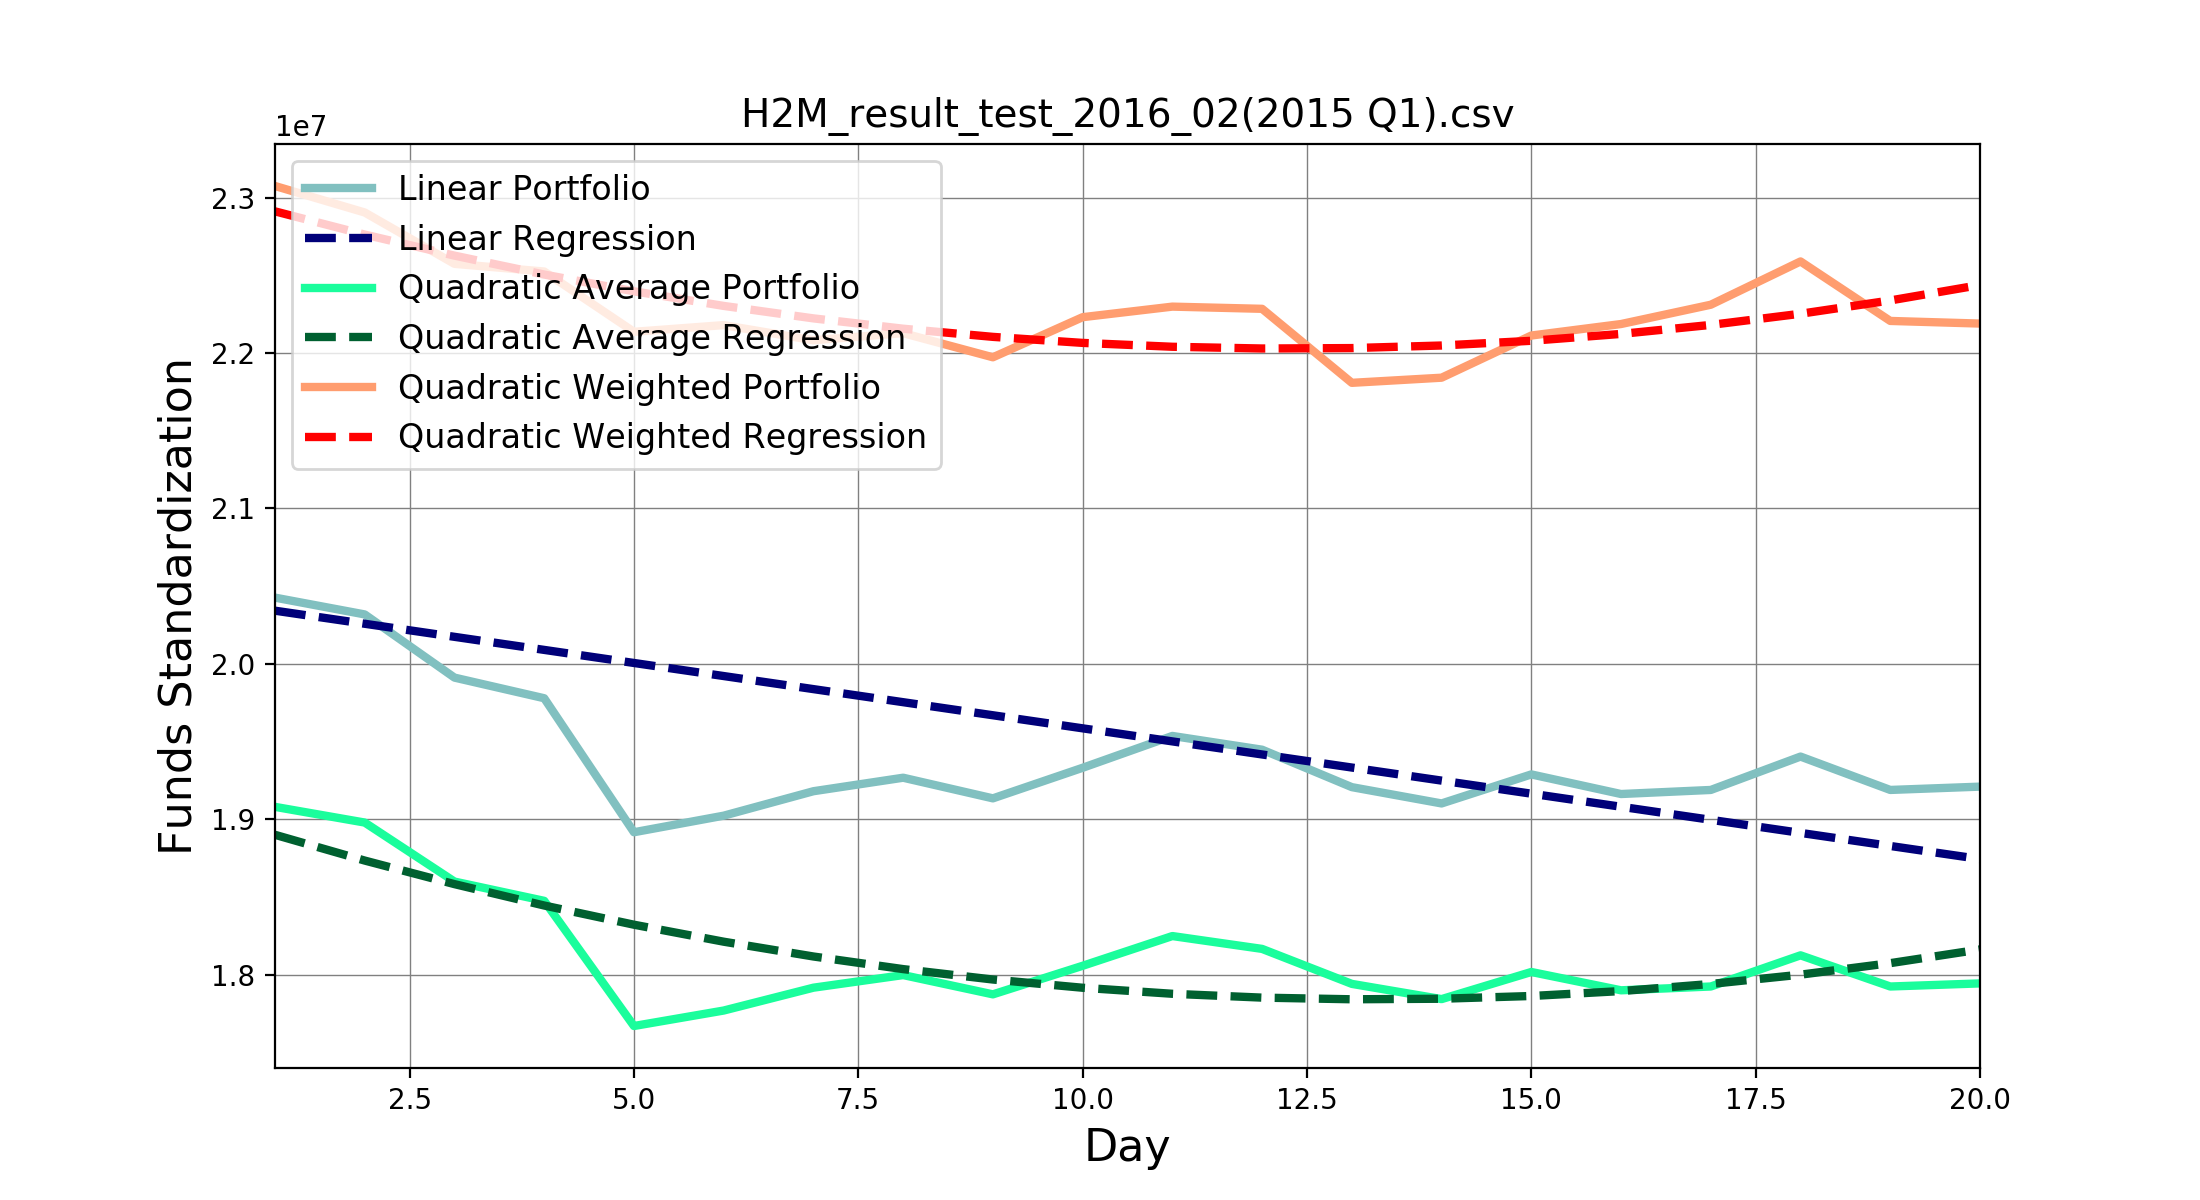 H2M_result_test_2016_02(2015 Q1).csv
1e7
Linear Portfolio
Linear Regression
Quadratic Average Portfolio
Quadratic Average Regression
Quadratic Weighted Portfolio
Quadratic Weighted Regression
2.3
2.2
2.1
2.0
1.9
1.8
Funds Standardization
2.5 5.0 7.5 10.0 12.5 15.0 17.5 20.0
Day